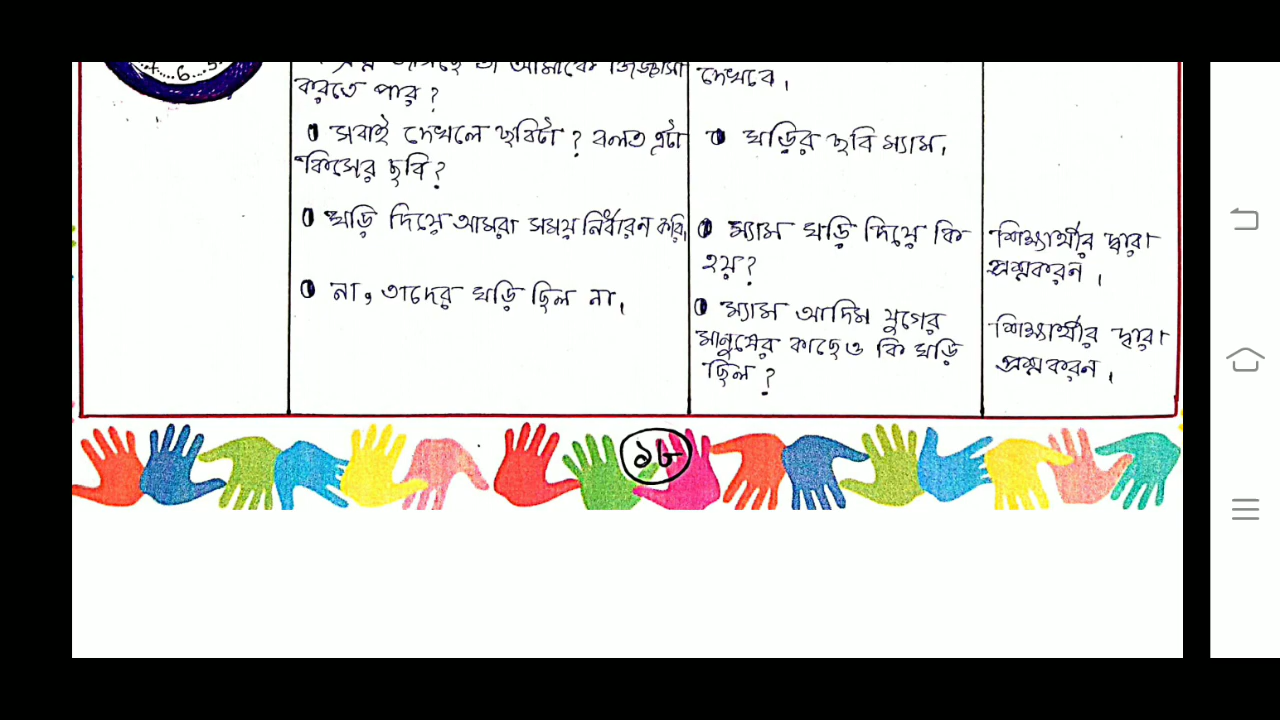 করতে পার?
সবাই দেখলে ছবিটা? বলত এটা
কিসের ছবি?
ঘড়ি দিয়ে আমরা সময় নির্ধারন করি।
না, তাদের ঘড়ি ছিল না।
দেখবে।
ঘড়ির ছবি ম্যাম।
ম্যাম ঘড়ি দিয়ে কি
হয়?
ম্যাম আদিম যুগের
মানুষের কাছেও কি ঘড়ি
ছিল?
শিক্ষার্থীর দ্বারা
প্রশ্নকরন।
শিক্ষার্থীর দ্বারা
প্রশ্নকরন।
6
১৮